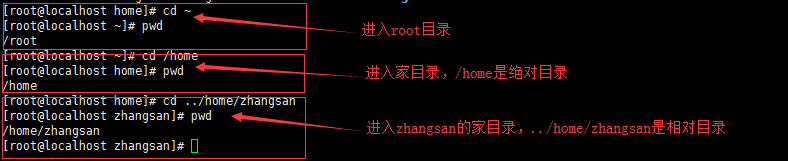 [root@localhost home]# cd ~
[root@localhost ~]# pwd
/root
进入root目录
[root@localhost ~]# cd /home
[root@localhost home]# pwd
/home
进入家目录，/home是绝对目录
[root@localhost home]# cd ../home/zhangsan
[root@localhost zhangsan]# pwd
/home/zhangsan
[root@localhost zhangsan]#
进入zhangsan的家目录，../home/zhangsan是相对目录